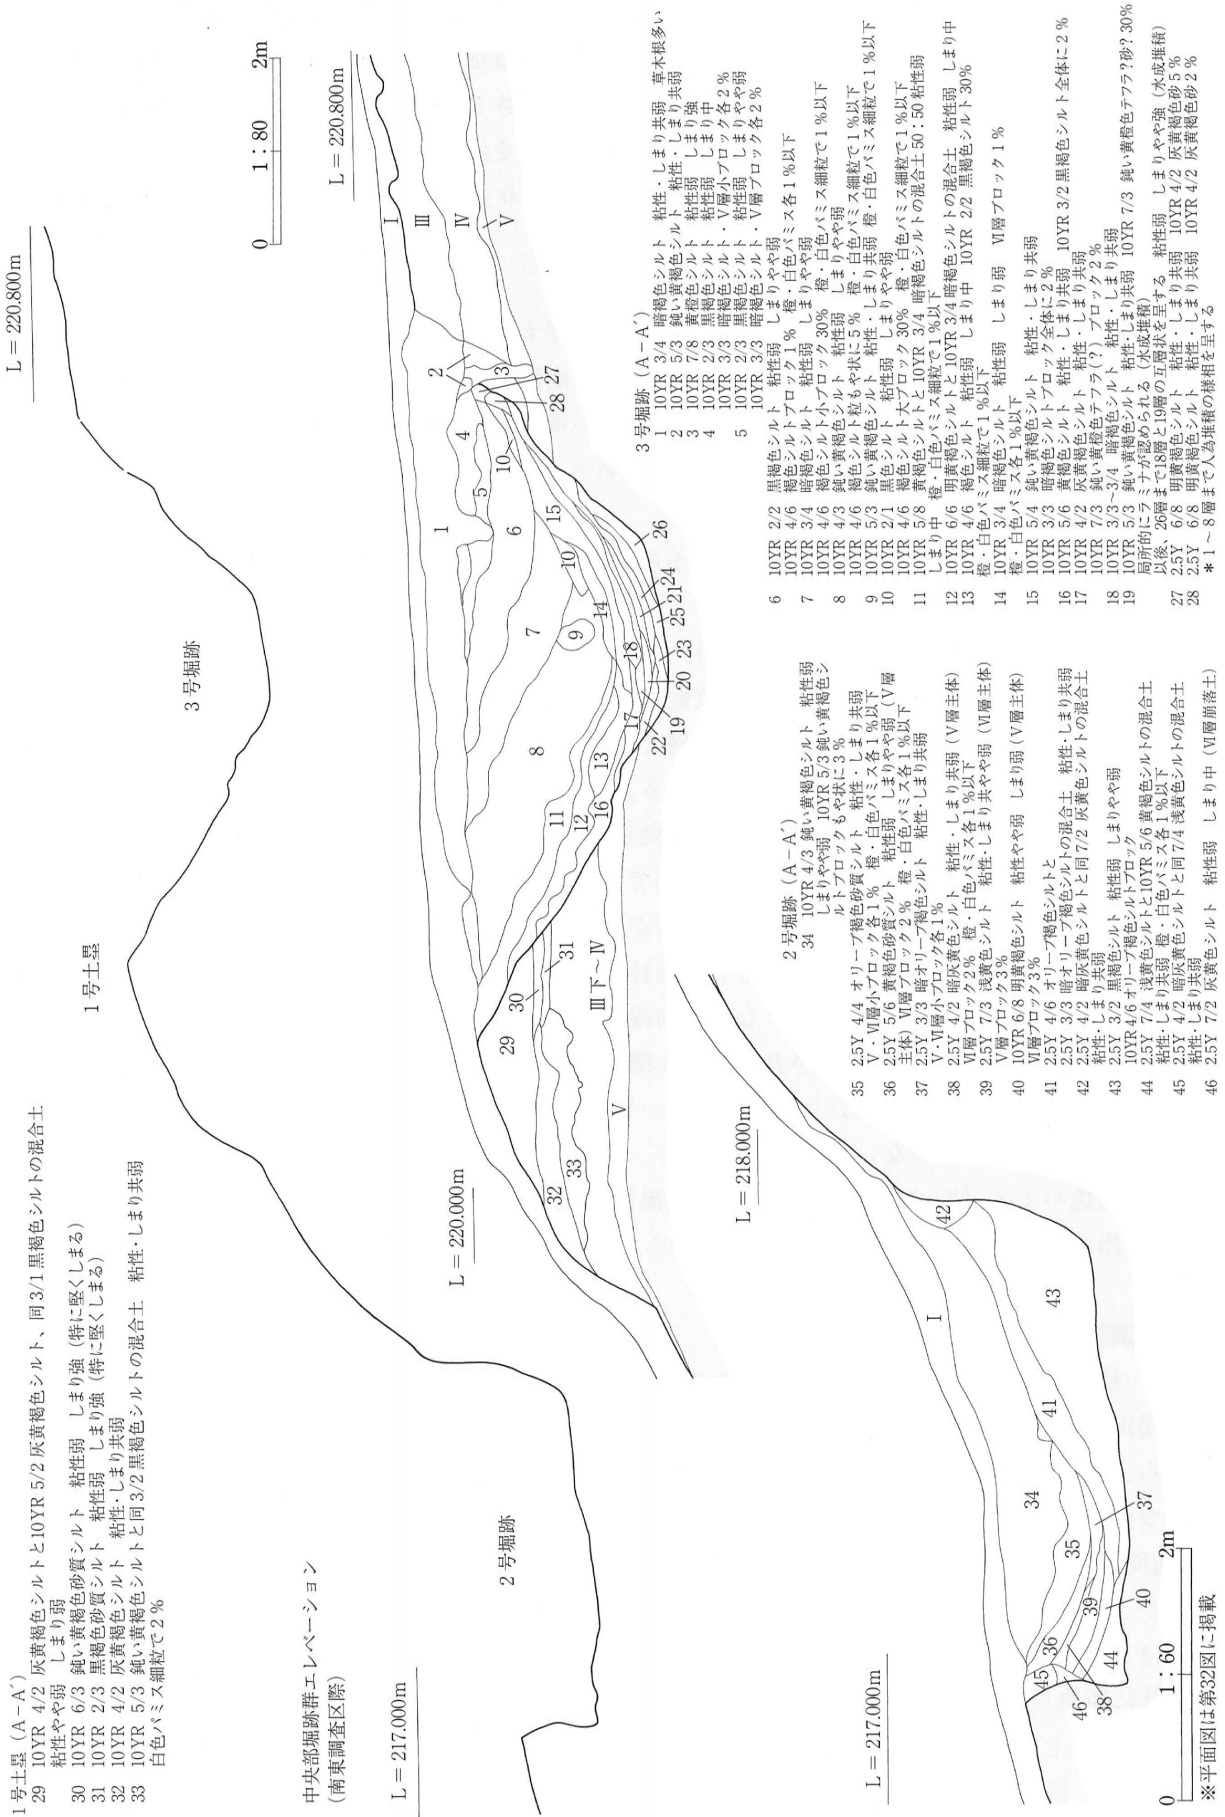 1号土塁（A－A´）
29 10YR 4/2 灰黄褐色シルトと10YR 5/2 灰黄褐色シルト、同3/1 黒褐色シルトの混合土
粘性やや弱 しまり弱
30 10YR 6/3 鈍い黄褐色砂質シルト 粘性弱 しまり強（特に堅くしまる）
31 10YR 2/3 黒褐色砂質シルト 粘性弱 しまり強（特に堅くしまる）
32 10YR 4/2 灰黄褐色シルト 粘性・しまり共弱
33 10YR 5/3 鈍い黄褐色シルトと同3/2 黒褐色シルトの混合土 粘性・しまり共弱
白色パミス細粒で2％
中央部堀跡群エレベーション
（南東調査区際）
L＝217.000m
2号堀跡
1号土塁
3号堀跡
L＝220.800m
0 1：80 2m
L＝220.800m
L＝220.000m
Ⅰ
Ⅲ
Ⅳ
Ⅴ
1
2
3
4
5
6
7
8
9
10
10
11
12
13
14
15
16
17
18
19
20
21
22
23
24
25
26
27
28
29
30
31
32
33
Ⅲ下～Ⅳ
Ⅴ
3号堀跡（A－A´）
1 10YR 3/4 暗褐色シルト 粘性・しまり共弱 草木根多い
2 10YR 5/3 鈍い黄褐色シルト 粘性・しまり共弱
3 10YR 7/8 黄橙色シルト 粘性弱 しまり強
4 10YR 2/3 黒褐色シルト 粘性弱 しまり中
10YR 3/3 暗褐色シルト・Ⅴ層小ブロック各2％
5 10YR 2/3 黒褐色シルト 粘性弱 しまりやや弱
10YR 3/3 暗褐色シルト・Ⅴ層ブロック各2％
6 10YR 2/2 黒褐色シルト 粘性弱 しまりやや弱
10YR 4/6 褐色シルトブロック1％ 橙・白色パミス各1％以下
7 10YR 3/4 暗褐色シルト 粘性弱 しまりやや弱
10YR 4/6 褐色シルト小ブロック30％ 橙・白色パミス細粒で1％以下
8 10YR 4/3 鈍い黄褐色シルト 粘性弱 しまりやや弱
10YR 4/6 褐色シルト粒もや状に5％ 橙・白色パミス細粒で1％以下
9 10YR 5/3 鈍い黄褐色シルト 粘性・しまり共弱 橙・白色パミス細粒で1％以下
10 10YR 2/1 黒色シルト 粘性弱 しまりやや弱
10YR 4/6 褐色シルト大ブロック30％ 橙・白色パミス細粒で1％以下
11 10YR 5/8 黄褐色シルトと10YR 3/4 暗褐色シルトの混合土50：50 粘性弱
しまり中 橙・白色パミス細粒で1％以下
12 10YR 6/6 明黄褐色シルトと10YR 3/4暗褐色シルトの混合土 粘性弱 しまり中
13 10YR 4/6 褐色シルト 粘性弱 しまり中 10YR 2/2 黒褐色シルト30％
橙・白色パミス細粒で1％以下
14 10YR 3/4 暗褐色シルト 粘性弱 しまり弱 Ⅵ層ブロック1％
橙・白色パミス各1％以下
15 10YR 5/4 鈍い黄褐色シルト 粘性・しまり共弱
10YR 3/3 暗褐色シルトブロック全体に2％
16 10YR 5/6 黄褐色シルト 粘性・しまり共弱 10YR 3/2黒褐色シルト全体に2％
17 10YR 4/2 灰黄褐色シルト 粘性・しまり共弱
10YR 7/3 鈍い黄橙色テフラ（？）ブロック2％
18 10YR 3/3～3/4 暗褐色シルト 粘性・しまり共弱
19 10YR 5/3 鈍い黄褐色シルト 粘性・しまり共弱 10YR 7/3 鈍い黄橙色テフラ？砂？30％
局所的にラミナが認められる（水成堆積）
以後、26層まで18層と19層の互層状を呈する 粘性弱 しまりやや強（水成堆積）
27 2.5Y 6/8 明黄褐色シルト 粘性・しまり共弱 10YR 4/2 灰黄褐色砂5％
28 2.5Y 6/8 明黄褐色シルト 粘性・しまり共弱 10YR 4/2 灰黄褐色砂2％
＊1～8層まで人為堆積の様相を呈する
2号堀跡（A－A´）
34 10YR 4/3 鈍い黄褐色シルト 粘性弱
しまりやや弱 10YR 5/3 鈍い黄褐色シ
ルトブロックもや状に3％
35 2.5Y 4/4 オリーブ褐色砂質シルト 粘性・しまり共弱
Ⅴ・Ⅵ層小ブロック各1％ 橙・白色パミス各1％以下
36 2.5Y 5/6 黄褐色砂質シルト 粘性弱 しまりやや弱（Ⅴ層
主体）Ⅵ層ブロック2％ 橙・白色パミス各1％以下
37 2.5Y 3/3 暗オリーブ褐色シルト 粘性・しまり共弱
Ⅴ・Ⅵ層小ブロック各1％
38 2.5Y 4/2 暗灰黄色シルト 粘性・しまり共弱（Ⅴ層主体）
Ⅵ層ブロック2％ 橙・白色パミス各1％以下
39 2.5Y 7/3 浅黄色シルト 粘性・しまり共やや弱（Ⅵ層主体）
Ⅴ層ブロック3％
40 10YR 6/8 明黄褐色シルト 粘性やや弱 しまり弱（Ⅴ層主体）
Ⅵ層ブロック3％
41 2.5Y 4/6 オリーブ褐色シルトと
2.5Y 3/3 暗オリーブ褐色シルトの混合土 粘性・しまり共弱
42 2.5Y 4/2 暗灰黄色シルトと同7/2 灰黄色シルトの混合土
粘性・しまり共弱
43 2.5Y 3/2 黒褐色シルト 粘性弱 しまりやや弱
10YR 4/6 オリーブ褐色シルトブロック
44 2.5Y 7/4 浅黄色シルトと10YR 5/6 黄褐色シルトの混合土
粘性・しまり共弱 橙・白色パミス各1％以下
45 2.5Y 4/2 暗灰黄色シルトと同7/4 浅黄色シルトの混合土
粘性・しまり共弱
46 2.5Y 7/2 灰黄色シルト 粘性弱 しまり中（Ⅵ層崩落土）
L＝218.000m
L＝217.000m
Ⅰ
34
35
36
37
38
39
40
41
42
43
44
45
46
0 1：60 2m
※平面図は第32図に掲載